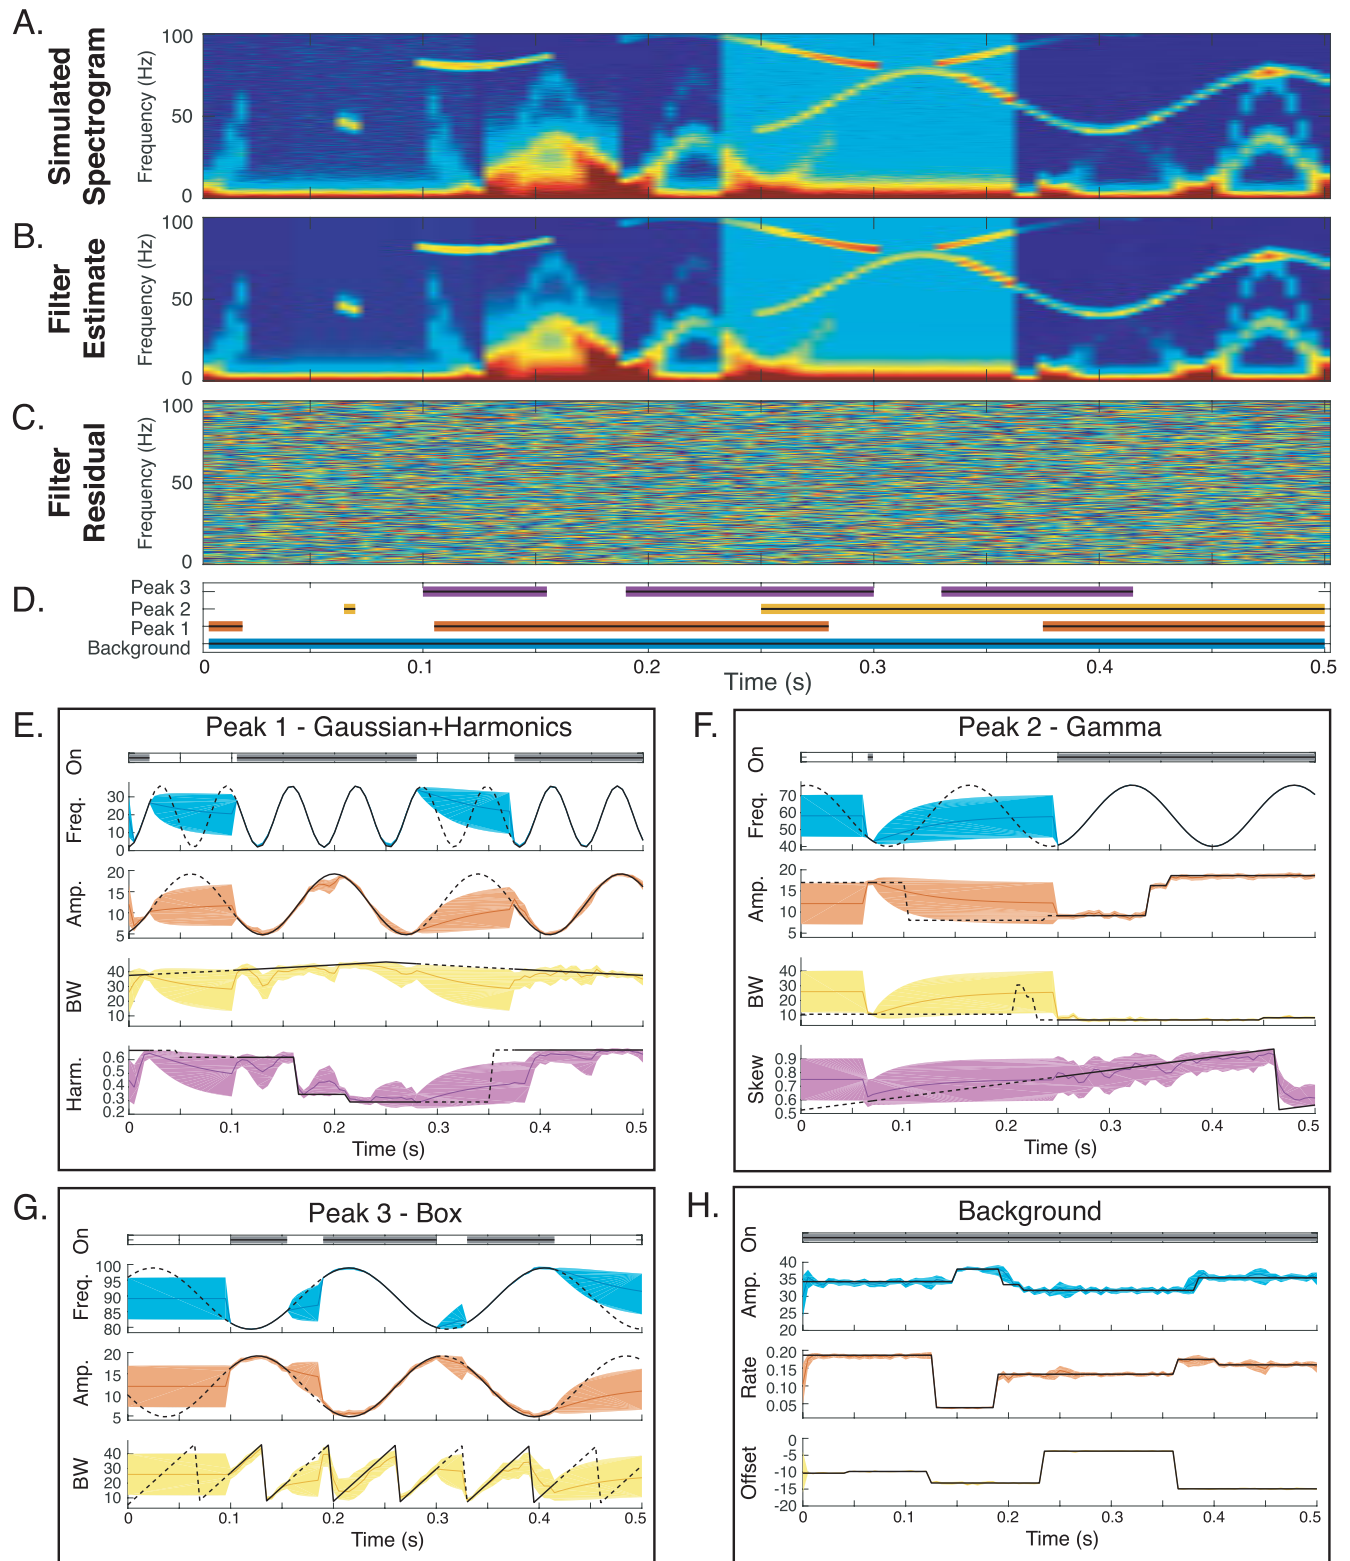 A.
Simulated
Spectrogram
Frequency (Hz)
100
50
0
B.
Filter
Estimate
Frequency (Hz)
100
50
0
C.
Filter
Residual
Frequency (Hz)
100
50
0
D.
Peak 3
Peak 2
Peak 1
Background
0 0.1 0.2 0.3 0.4 0.5
Time (s)
E.
Peak 1 - Gaussian+Harmonics
On
Freq.
30
20
10
0
Amp.
20
15
10
5
BW
40
30
20
10
Harm.
0.6
0.5
0.4
0.3
0.2
0 0.1 0.2 0.3 0.4 0.5
Time (s)
F.
Peak 2 - Gamma
On
Freq.
70
60
50
40
Amp.
20
15
10
5
BW
40
30
20
10
Skew
0.9
0.8
0.7
0.6
0.5
0 0.1 0.2 0.3 0.4 0.5
Time (s)
G.
Peak 3 - Box
On
Freq.
100
95
90
85
80
Amp.
20
15
10
5
BW
40
30
20
10
0 0.1 0.2 0.3 0.4 0.5
Time (s)
H.
Background
On
Amp.
40
35
30
25
20
Rate
0.20
0.15
0.10
0.05
Offset
0
-5
-10
-15
-20
0 0.1 0.2 0.3 0.4 0.5
Time (s)